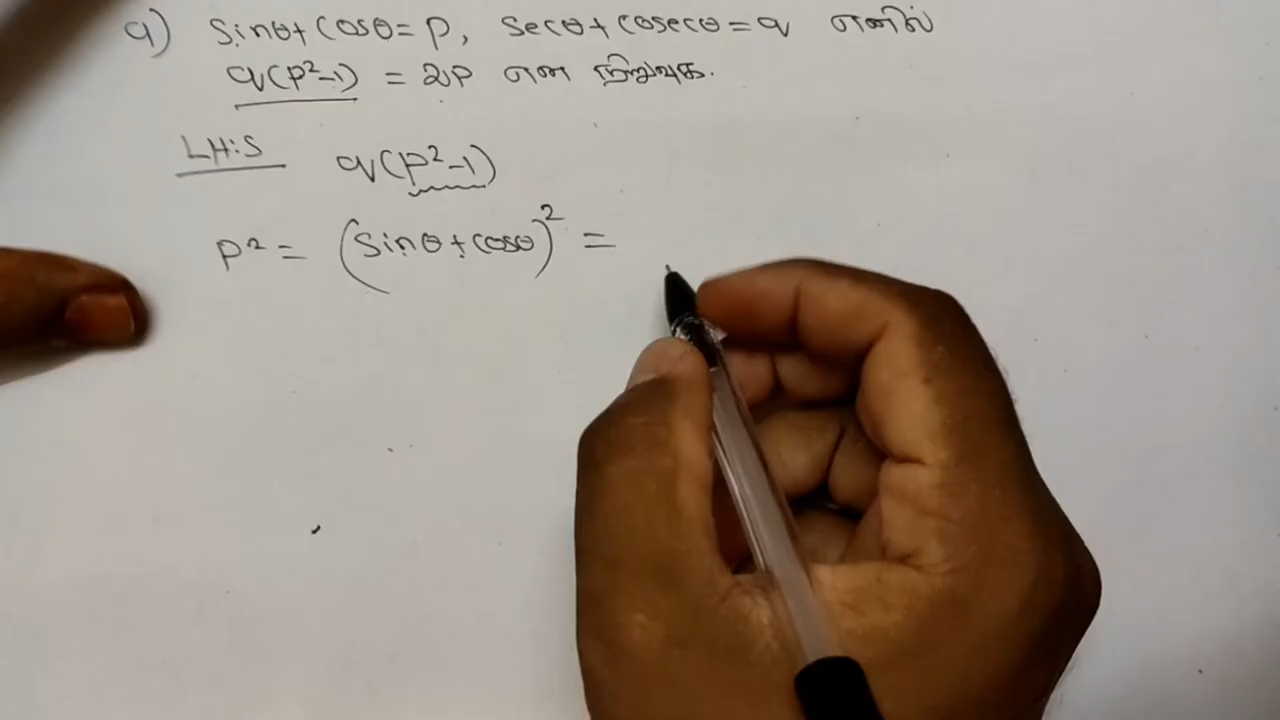 9) sinθ+cosθ=p, secθ+cosecθ=q எனில்
q(p²-1) = 2p என நிறுவுக.
LHS q(p²-1)
p² = (sinθ+cosθ)² =